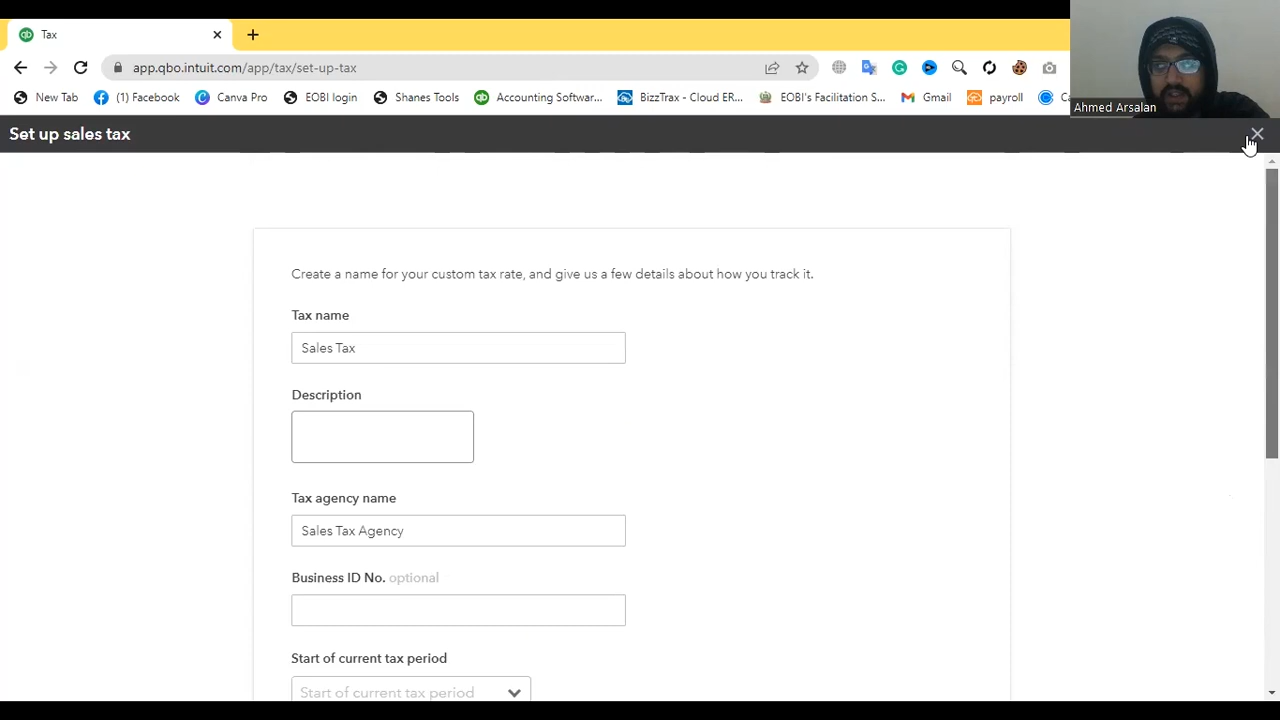 Tax
app.qbo.intuit.com/app/tax/set-up-tax
New Tab
(1) Facebook
Canva Pro
EOBI login
Shanes Tools
Accounting Softwar...
BizzTrax - Cloud ER...
EOBI's Facilitation S...
Gmail
payroll
Ca
Ahmed Arsalan
Set up sales tax
Create a name for your custom tax rate, and give us a few details about how you track it.
Tax name
Sales Tax
Description
Tax agency name
Sales Tax Agency
Business ID No. optional
Start of current tax period
Start of current tax period